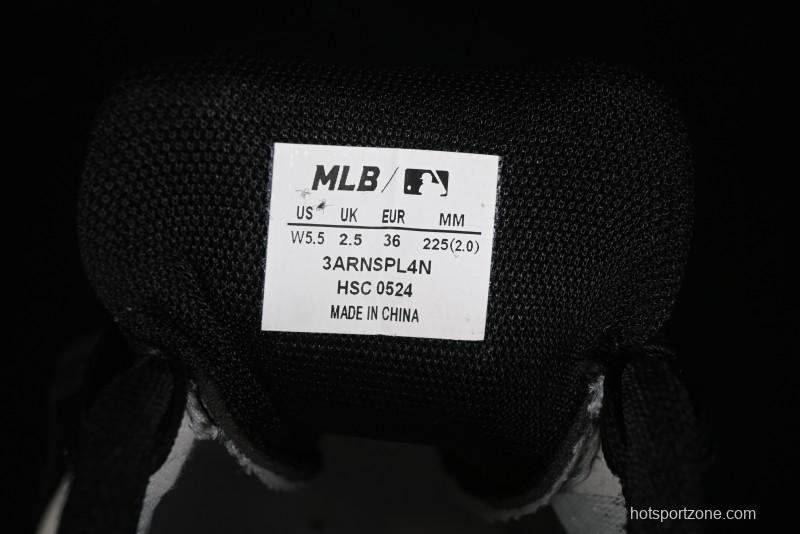 MLB
US UK EUR MM
W5.5 2.5 36 225(2.0)
3ARNSPL4N
HSC 0524
MADE IN CHINA
hotsportzone.com